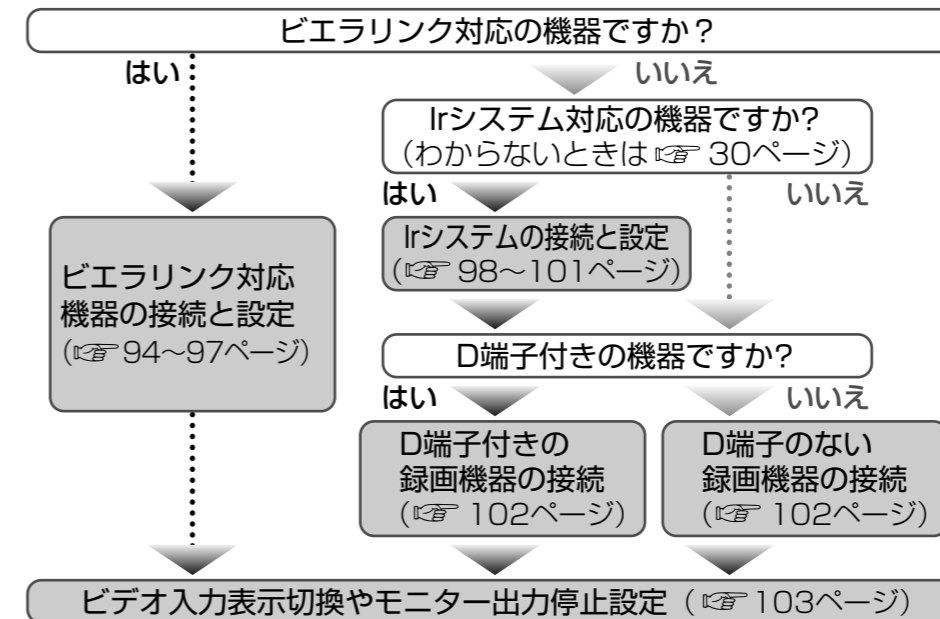 ビエラリンク対応の機器ですか？
はい
いいえ
Irシステム対応の機器ですか?
(わからないときは ☞ 30ページ)
はい
いいえ
Irシステムの接続と設定
(☞ 98～101ページ)
ビエラリンク対応
機器の接続と設定
(☞94～97ページ)
D端子付きの機器ですか?
はい
いいえ
D端子付きの
録画機器の接続
(☞ 102ページ)
D端子のない
録画機器の接続
(☞ 102ページ)
ビデオ入力表示切換やモニター出力停止設定 (☞103ページ)